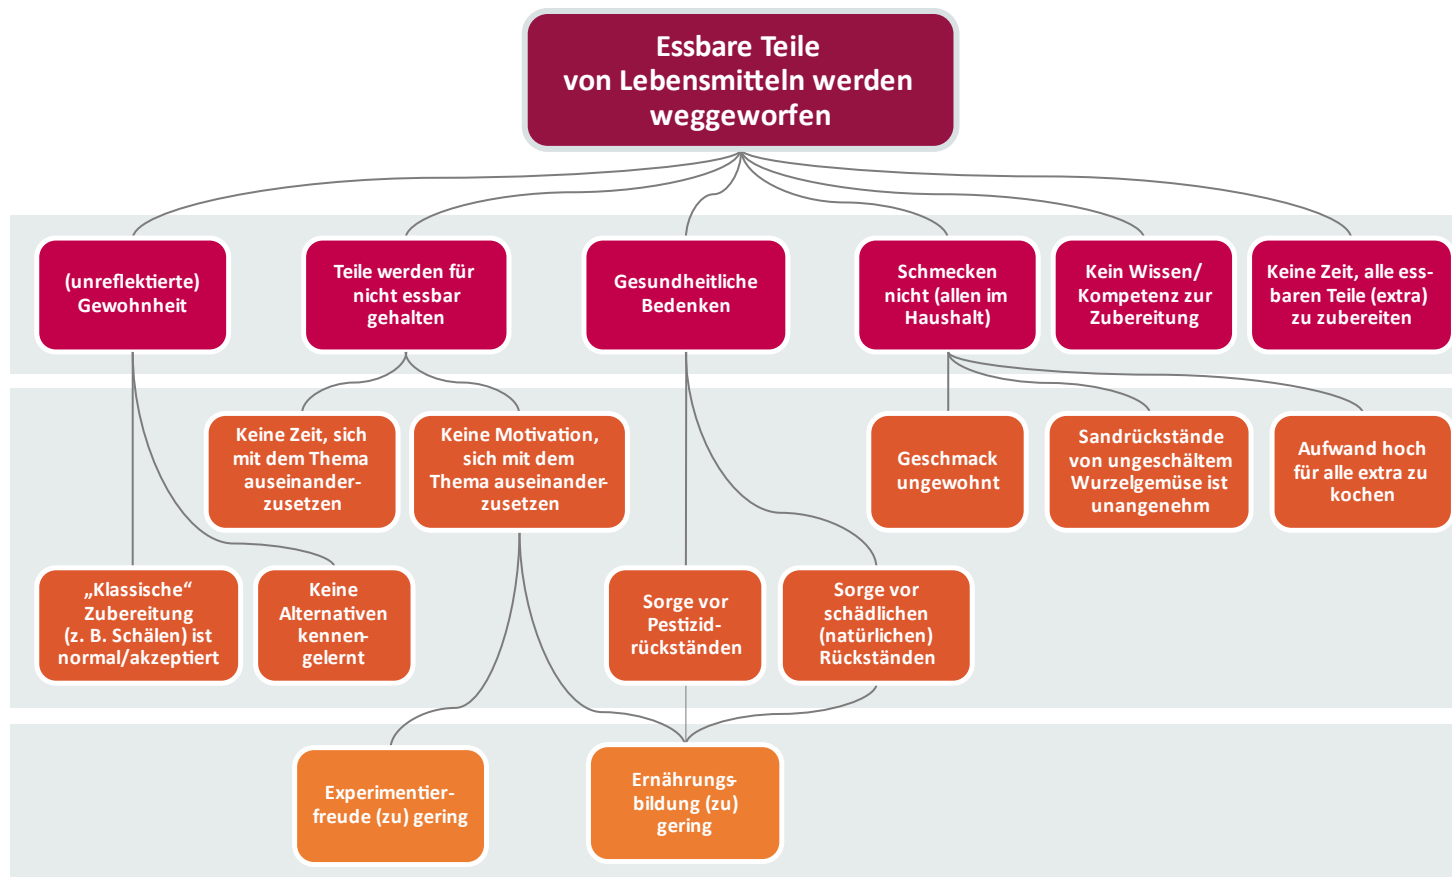 Essbare Teile
von Lebensmitteln werden
weggeworfen
(unreflektierte)
Gewohnheit
Teile werden für
nicht essbar
gehalten
Gesundheitliche
Bedenken
Schmecken
nicht (allen im
Haushalt)
Kein Wissen/
Kompetenz zur
Zubereitung
Keine Zeit, alle ess-
baren Teile (extra)
zu zubereiten
Keine Zeit, sich
mit dem Thema
auseinander-
zusetzen
Keine Motivation,
sich mit dem
Thema auseinander-
zusetzen
Geschmack
ungewohnt
Sandrückstände
von ungeschältem
Wurzelgemüse ist
unangenehm
Aufwand hoch
für alle extra zu
kochen
„Klassische“
Zubereitung
(z. B. Schälen) ist
normal/akzeptiert
Keine
Alternativen
kennen-
gelernt
Sorge vor
Pestizid-
rückständen
Sorge vor
schädlichen
(natürlichen)
Rückständen
Experimentier-
freude (zu) gering
Ernährungs-
bildung (zu)
gering